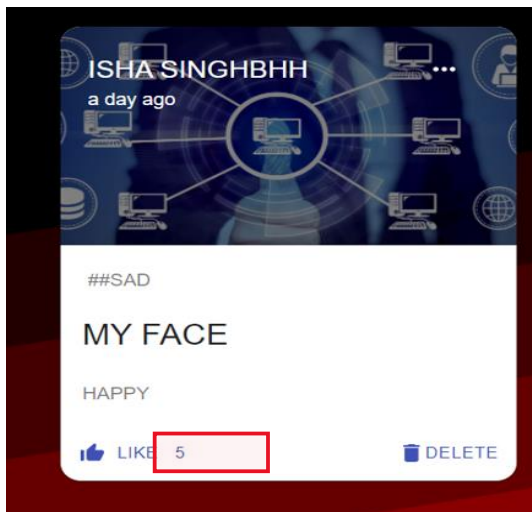 ISHA SINGHBHH
a day ago
##SAD
MY FACE
HAPPY
LIKE 5 DELETE